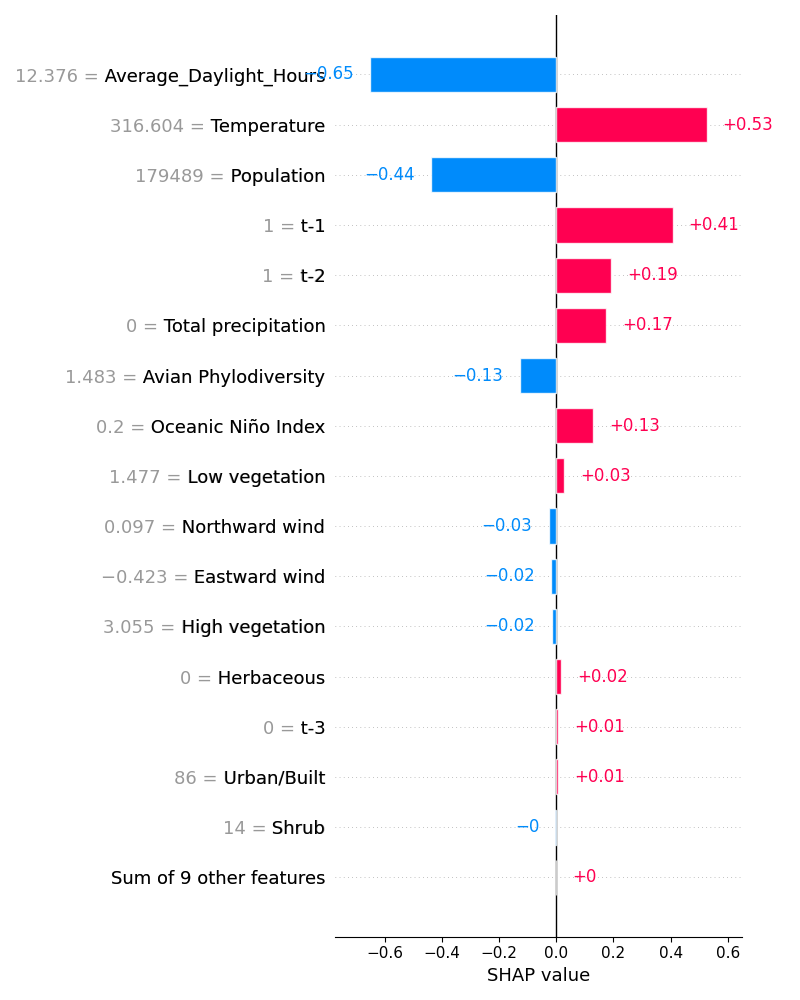 12.376 = Average_Daylight_Hours −0.65
316.604 = Temperature +0.53
179489 = Population −0.44
1 = t-1 +0.41
1 = t-2 +0.19
0 = Total precipitation +0.17
1.483 = Avian Phylodiversity −0.13
0.2 = Oceanic Niño Index +0.13
1.477 = Low vegetation +0.03
0.097 = Northward wind −0.03
−0.423 = Eastward wind −0.02
3.055 = High vegetation −0.02
0 = Herbaceous +0.02
0 = t-3 +0.01
86 = Urban/Built +0.01
14 = Shrub −0
Sum of 9 other features +0
−0.6 −0.4 −0.2 0.0 0.2 0.4 0.6
SHAP value